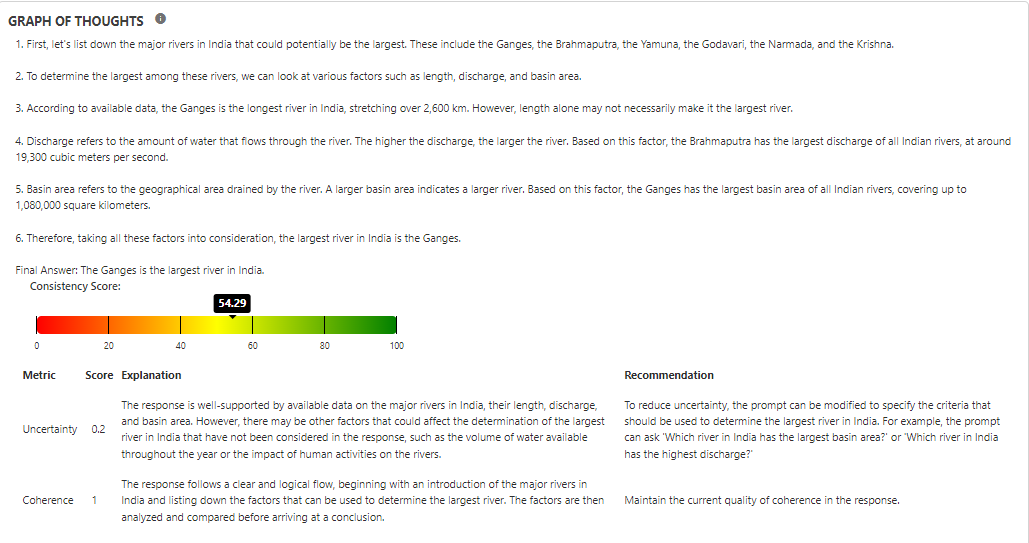 GRAPH OF THOUGHTS
1. First, let's list down the major rivers in India that could potentially be the largest. These include the Ganges, the Brahmaputra, the Yamuna, the Godavari, the Narmada, and the Krishna.
2. To determine the largest among these rivers, we can look at various factors such as length, discharge, and basin area.
3. According to available data, the Ganges is the longest river in India, stretching over 2,600 km. However, length alone may not necessarily make it the largest river.
4. Discharge refers to the amount of water that flows through the river. The higher the discharge, the larger the river. Based on this factor, the Brahmaputra has the largest discharge of all Indian rivers, at around
19,300 cubic meters per second.
5. Basin area refers to the geographical area drained by the river. A larger basin area indicates a larger river. Based on this factor, the Ganges has the largest basin area of all Indian rivers, covering up to
1,080,000 square kilometers.
6. Therefore, taking all these factors into consideration, the largest river in India is the Ganges.
Final Answer: The Ganges is the largest river in India.
Consistency Score:
54.29
0 20 40 60 80 100
Metric Score Explanation Recommendation
Uncertainty 0.2
The response is well-supported by available data on the major rivers in India, their length, discharge,
and basin area. However, there may be other factors that could affect the determination of the largest
river in India that have not been considered in the response, such as the volume of water available
throughout the year or the impact of human activities on the rivers.
To reduce uncertainty, the prompt can be modified to specify the criteria that
should be used to determine the largest river in India. For example, the prompt
can ask 'Which river in India has the largest basin area?' or 'Which river in India
has the highest discharge?'
Coherence 1
The response follows a clear and logical flow, beginning with an introduction of the major rivers in
India and listing down the factors that can be used to determine the largest river. The factors are then
analyzed and compared before arriving at a conclusion.
Maintain the current quality of coherence in the response.